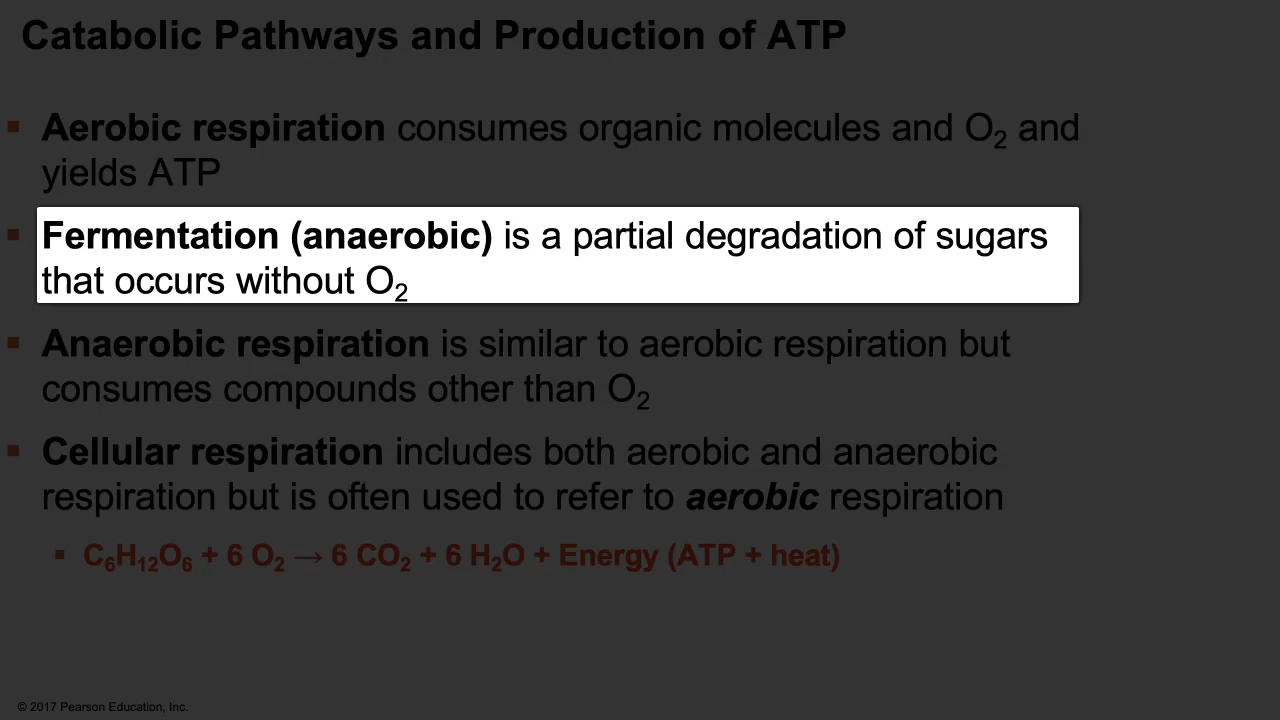 Catabolic Pathways and Production of ATP
▪ Aerobic respiration consumes organic molecules and O₂ and
yields ATP
▪ Fermentation (anaerobic) is a partial degradation of sugars
that occurs without O₂
▪ Anaerobic respiration is similar to aerobic respiration but
consumes compounds other than O₂
▪ Cellular respiration includes both aerobic and anaerobic
respiration but is often used to refer to aerobic respiration
▪ C₆H₁₂O₆ + 6 O₂ → 6 CO₂ + 6 H₂O + Energy (ATP + heat)
© 2017 Pearson Education, Inc.